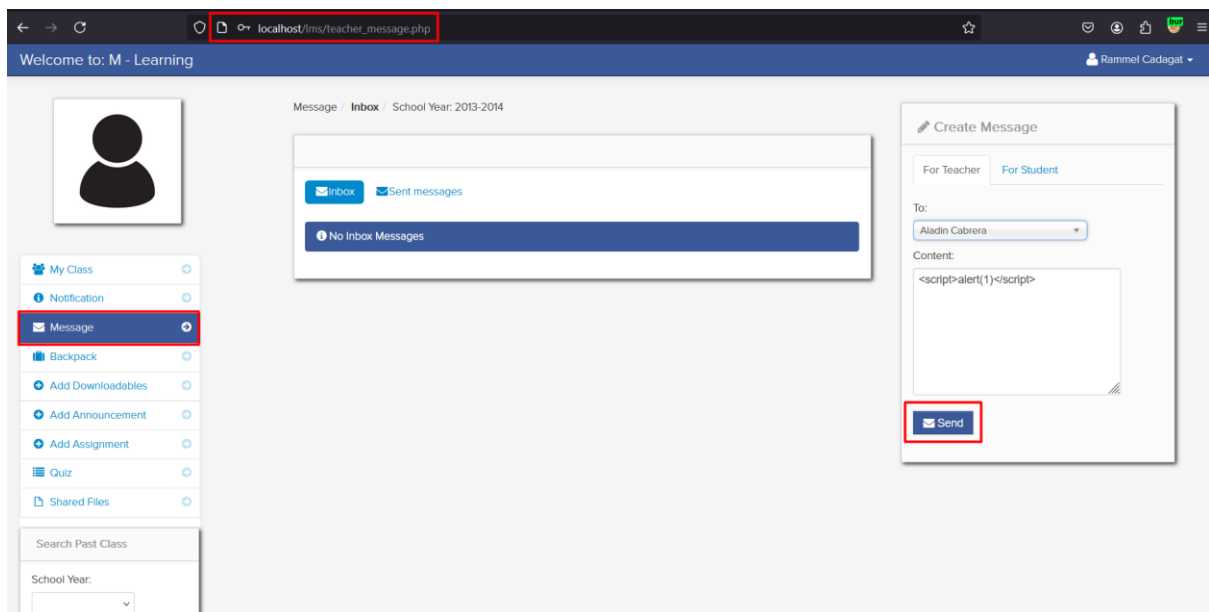 localhost/lms/teacher_message.php
bur
Welcome to: M - Learning
Rammel Cadagat
Message / Inbox / School Year: 2013-2014
Inbox
Sent messages
No Inbox Messages
My Class
Notification
Message
Backpack
Add Downloadables
Add Announcement
Add Assignment
Quiz
Shared Files
Search Past Class
School Year:
Create Message
For Teacher
For Student
To:
Aladin Cabrera
Content:
<script>alert(1)</script>
Send